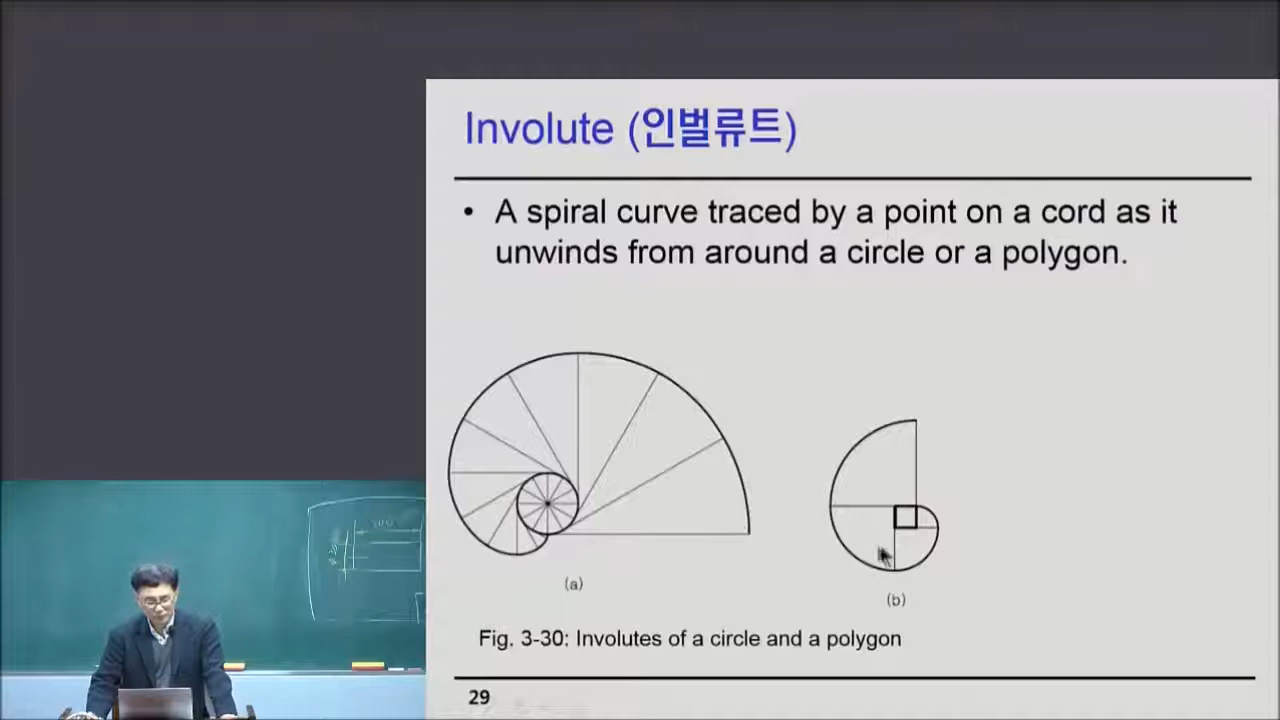 Involute (인벌류트)
• A spiral curve traced by a point on a cord as it
unwinds from around a circle or a polygon.
(a)
(b)
Fig. 3-30: Involutes of a circle and a polygon
29